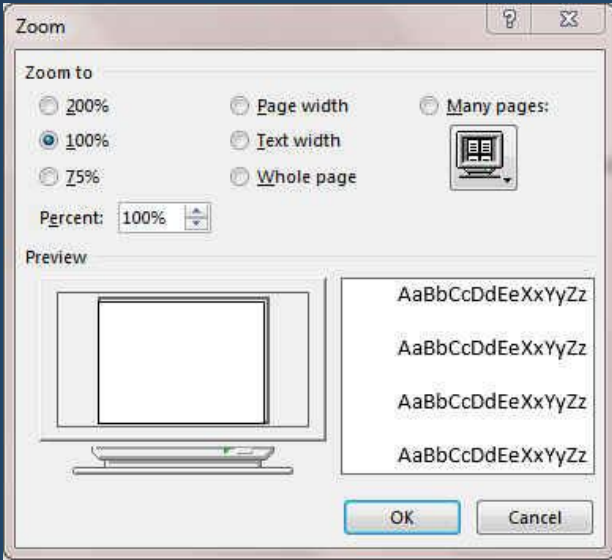 Zoom
Zoom to
200% Page width Many pages:
100% Text width
75% Whole page
Percent: 100%
Preview
AaBbCcDdEeXxYyZz
AaBbCcDdEeXxYyZz
AaBbCcDdEeXxYyZz
AaBbCcDdEeXxYyZz
OK Cancel